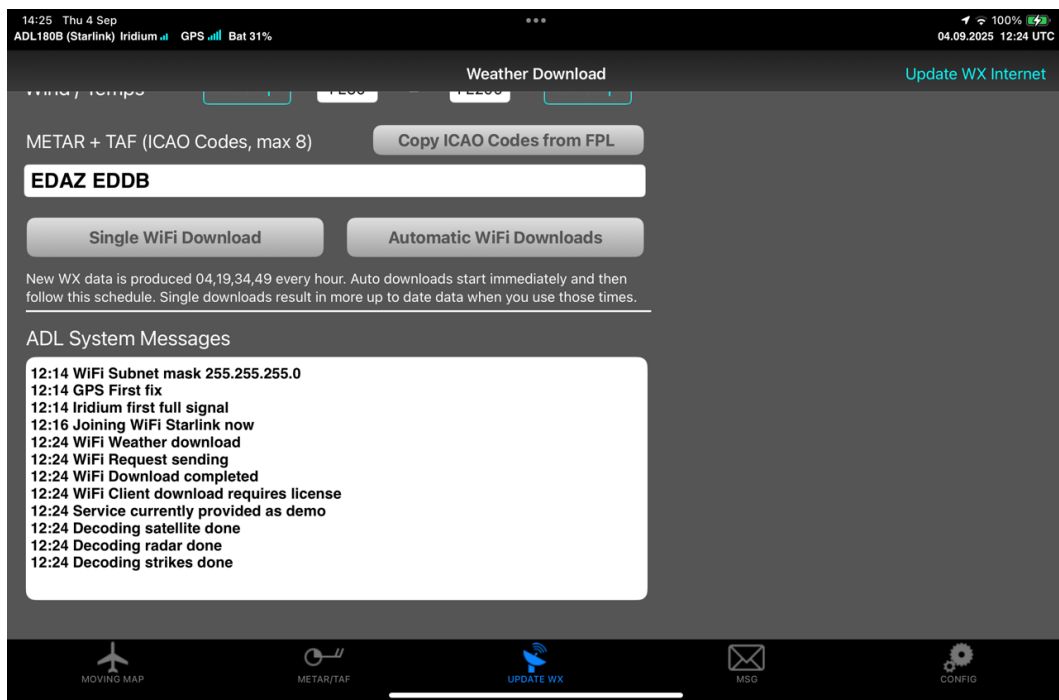 14:25 Thu 4 Sep
100%
ADL180B (Starlink) Iridium GPS Bat 31%
04.09.2025 12:24 UTC
Weather Download
Update WX Internet
Wind / Temps
METAR + TAF (ICAO Codes, max 8)
Copy ICAO Codes from FPL
EDAZ EDDB
Single WiFi Download
Automatic WiFi Downloads
New WX data is produced 04,19,34,49 every hour. Auto downloads start immediately and then
follow this schedule. Single downloads result in more up to date data when you use those times.
ADL System Messages
12:14 WiFi Subnet mask 255.255.255.0
12:14 GPS First fix
12:14 Iridium first full signal
12:16 Joining WiFi Starlink now
12:24 WiFi Weather download
12:24 WiFi Request sending
12:24 WiFi Download completed
12:24 WiFi Client download requires license
12:24 Service currently provided as demo
12:24 Decoding satellite done
12:24 Decoding radar done
12:24 Decoding strikes done
MOVING MAP
METAR/TAF
UPDATE WX
MSG
CONFIG